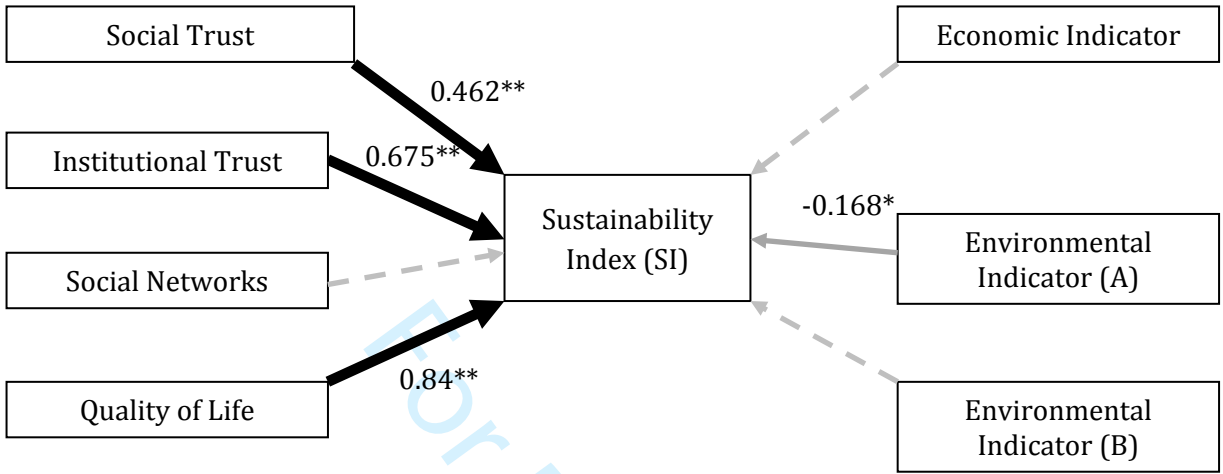 Social Trust
0.462**
Institutional Trust
0.675**
Social Networks
Quality of Life
0.84**
Sustainability
Index (SI)
Economic Indicator
-0.168*
Environmental
Indicator (A)
Environmental
Indicator (B)
For